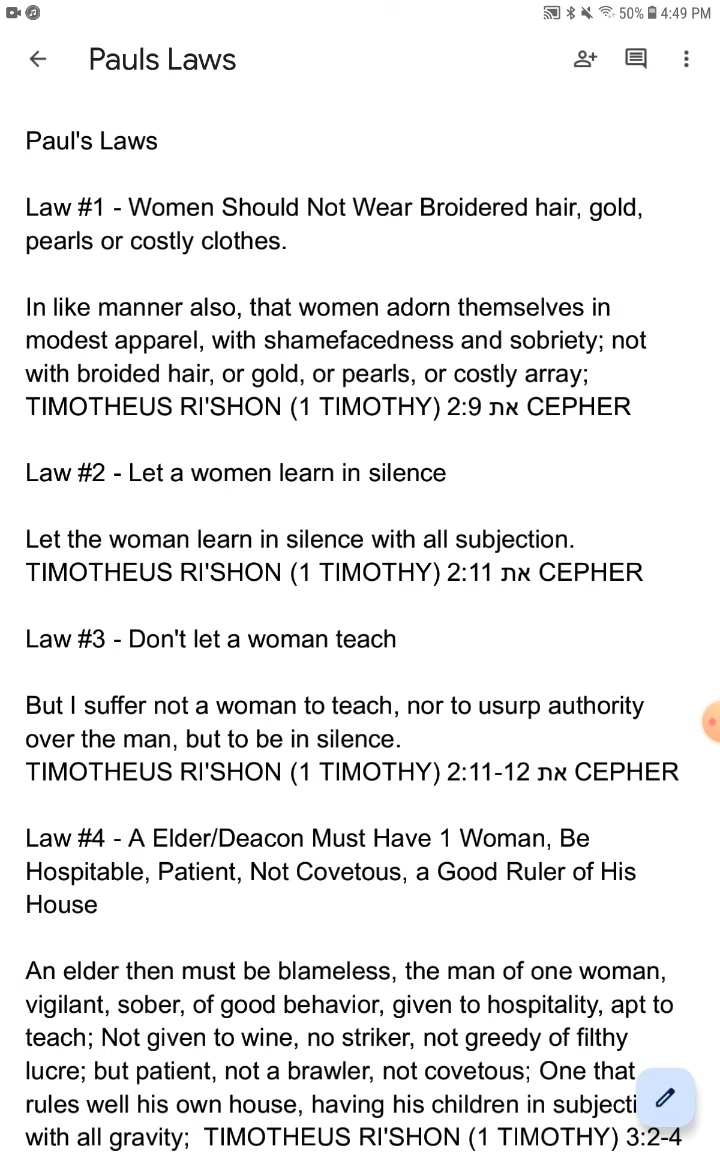 50% 4:49 PM
Pauls Laws
Paul's Laws
Law #1 - Women Should Not Wear Broidered hair, gold,
pearls or costly clothes.
In like manner also, that women adorn themselves in
modest apparel, with shamefacedness and sobriety; not
with broided hair, or gold, or pearls, or costly array;
TIMOTHEUS RI'SHON (1 TIMOTHY) 2:9 את CEPHER
Law #2 - Let a women learn in silence
Let the woman learn in silence with all subjection.
TIMOTHEUS RI'SHON (1 TIMOTHY) 2:11 את CEPHER
Law #3 - Don't let a woman teach
But I suffer not a woman to teach, nor to usurp authority
over the man, but to be in silence.
TIMOTHEUS RI'SHON (1 TIMOTHY) 2:11-12 את CEPHER
Law #4 - A Elder/Deacon Must Have 1 Woman, Be
Hospitable, Patient, Not Covetous, a Good Ruler of His
House
An elder then must be blameless, the man of one woman,
vigilant, sober, of good behavior, given to hospitality, apt to
teach; Not given to wine, no striker, not greedy of filthy
lucre; but patient, not a brawler, not covetous; One that
rules well his own house, having his children in subjecti
with all gravity; TIMOTHEUS RI'SHON (1 TIMOTHY) 3:2-4